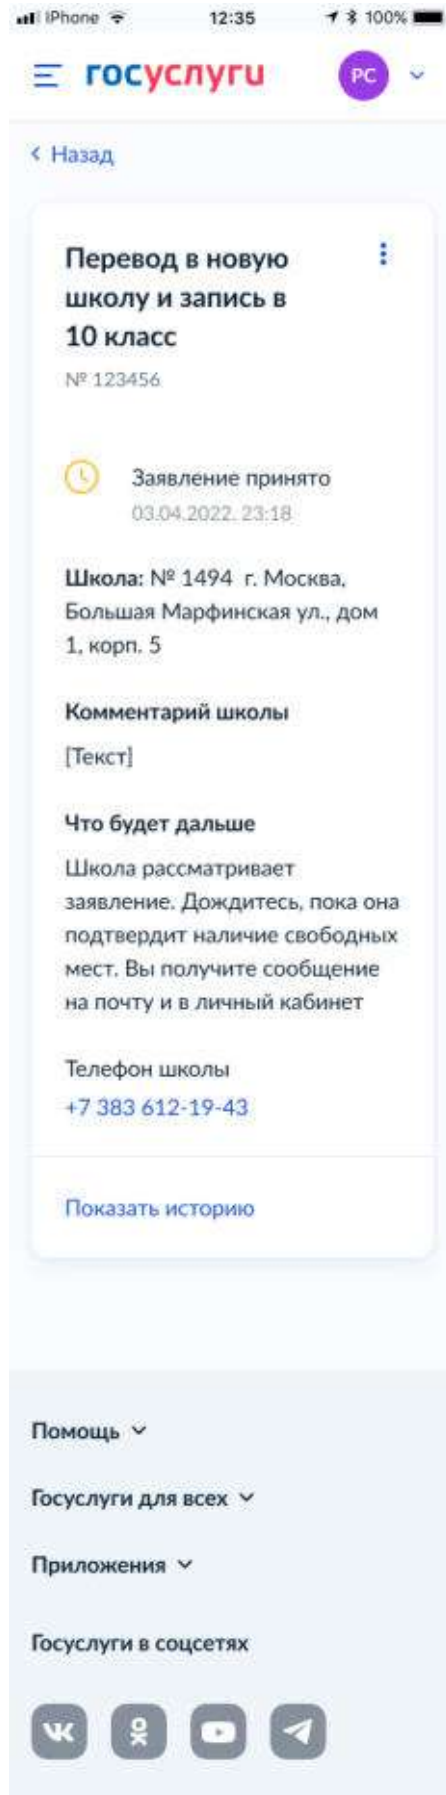 iPhone 12:35 100%
госуслуги РС
Назад
Перевод в новую
школу и запись в
10 класс
№ 123456
Заявление принято
03.04.2022, 23:18
Школа: № 1494 г. Москва,
Большая Марфинская ул., дом
1, корп. 5
Комментарий школы
[Текст]
Что будет дальше
Школа рассматривает
заявление. Дождитесь, пока она
подтвердит наличие свободных
мест. Вы получите сообщение
на почту и в личный кабинет
Телефон школы
+7 383 612-19-43
Показать историю
Помощь
Госуслуги для всех
Приложения
Госуслуги в соцсетях